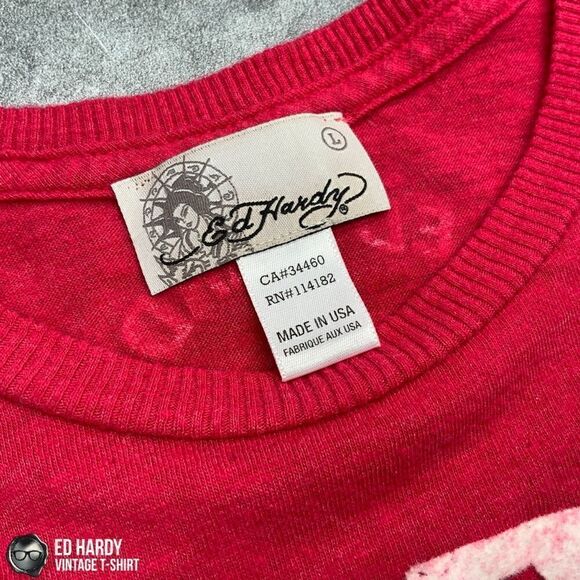 L
Ed Hardy®
CA#34460
RN#114182
MADE IN USA
FABRIQUE AUX USA
ED HARDY
VINTAGE T-SHIRT